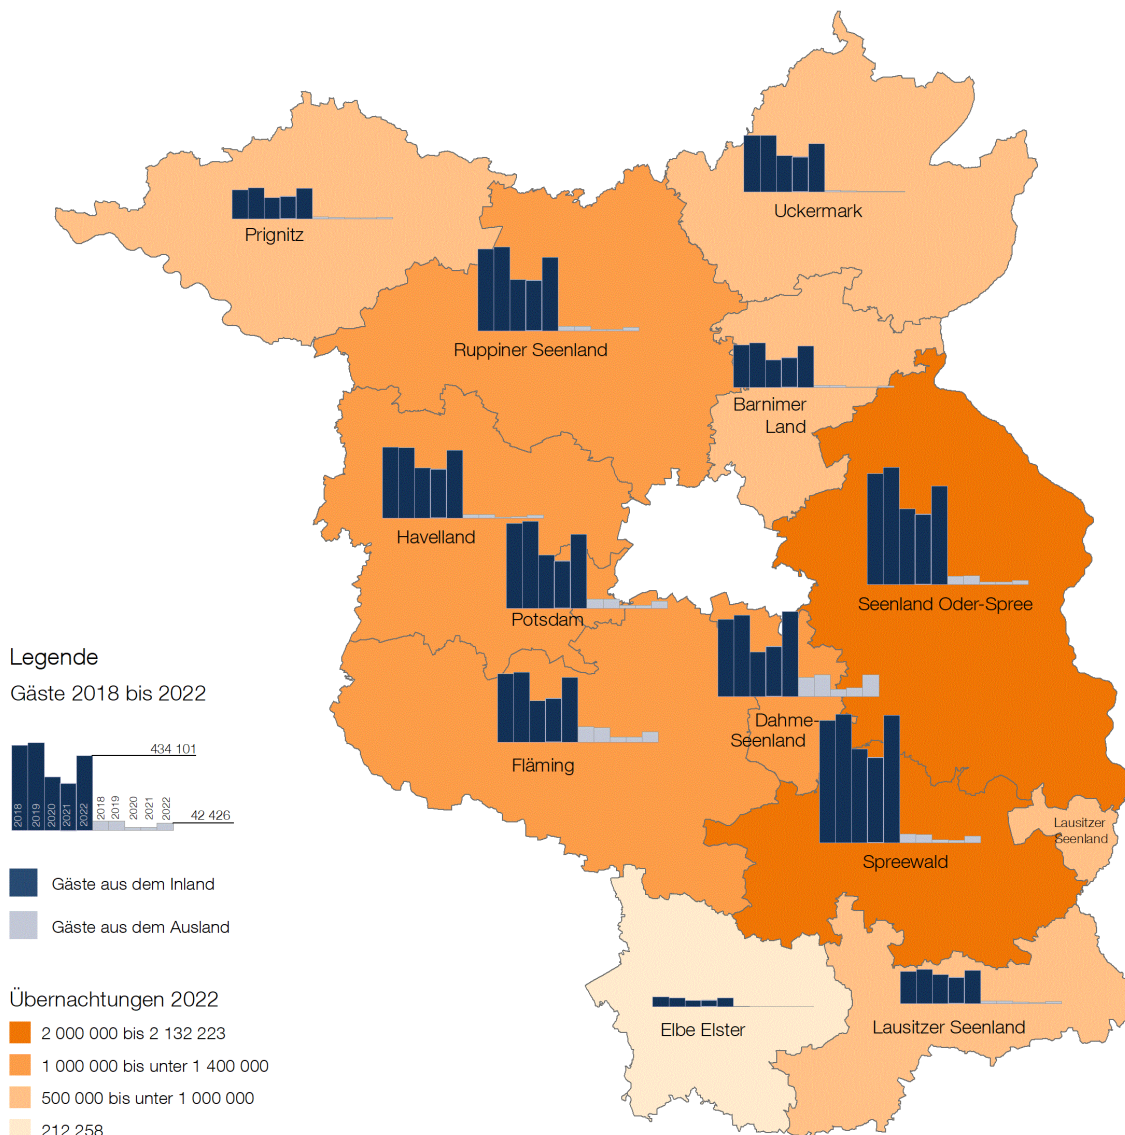 Uckermark
Prignitz
Ruppiner Seenland
Barnimer
Land
Havelland
Seenland Oder-Spree
Potsdam
Dahme-
Seenland
Fläming
Lausitzer
Seenland
Spreewald
Elbe Elster
Lausitzer Seenland
Legende
Gäste 2018 bis 2022
434 101
2018 2019 2020 2021 2022 2018 2019 2020 2021 2022
42 426
Gäste aus dem Inland
Gäste aus dem Ausland
Übernachtungen 2022
2 000 000 bis 2 132 223
1 000 000 bis unter 1 400 000
500 000 bis unter 1 000 000
212 258